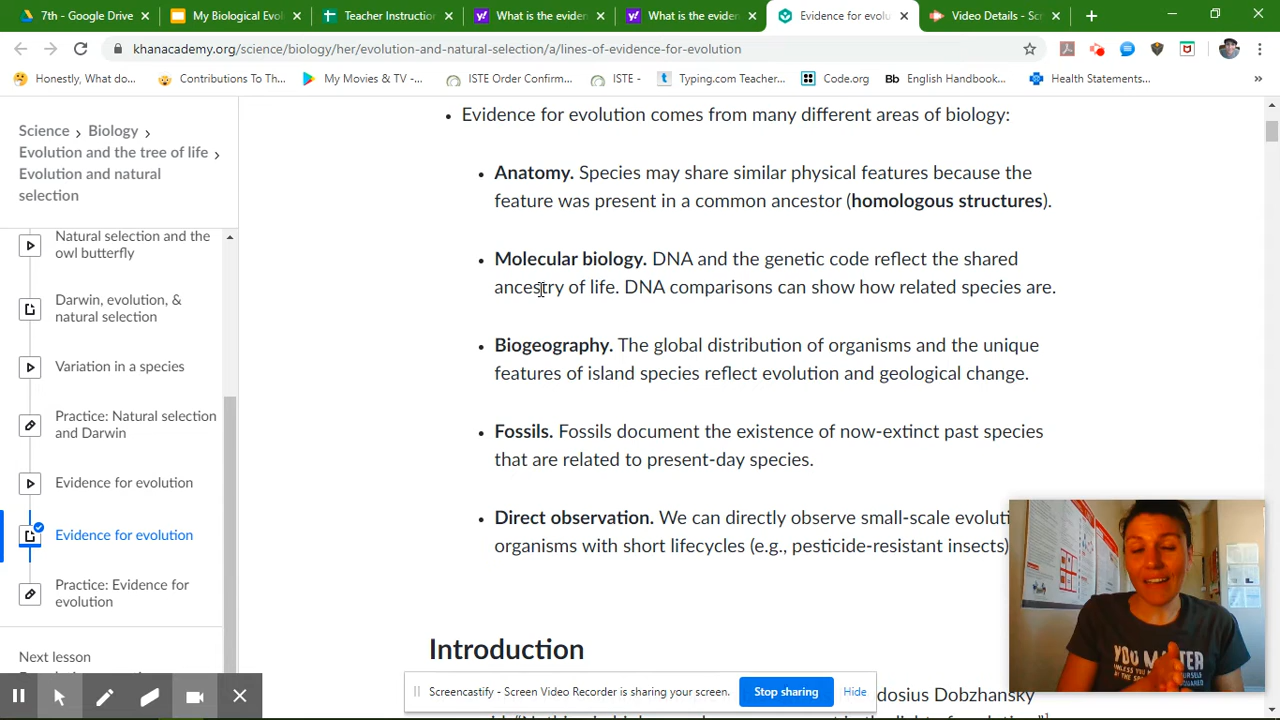 7th - Google Drive
My Biological Evol
Teacher Instruction
What is the eviden
What is the eviden
Evidence for evolu
Video Details - Scr
khanacademy.org/science/biology/her/evolution-and-natural-selection/a/lines-of-evidence-for-evolution
Honestly, What do...
Contributions To Th...
My Movies & TV -...
ISTE Order Confirm...
ISTE -
Typing.com Teacher...
Code.org
Bb English Handbook...
Health Statements...
»
Science > Biology >
Evolution and the tree of life >
Evolution and natural
selection
Natural selection and the
owl butterfly
Darwin, evolution, &
natural selection
Variation in a species
Practice: Natural selection
and Darwin
Evidence for evolution
Evidence for evolution
Practice: Evidence for
evolution
Next lesson
• Evidence for evolution comes from many different areas of biology:
• Anatomy. Species may share similar physical features because the
feature was present in a common ancestor (homologous structures).
• Molecular biology. DNA and the genetic code reflect the shared
ancestry of life. DNA comparisons can show how related species are.
• Biogeography. The global distribution of organisms and the unique
features of island species reflect evolution and geological change.
• Fossils. Fossils document the existence of now-extinct past species
that are related to present-day species.
• Direct observation. We can directly observe small-scale evoluti
organisms with short lifecycles (e.g., pesticide-resistant insects)
Introduction
dosius Dobzhansky
Screencastify - Screen Video Recorder is sharing your screen.
Stop sharing
Hide
YOU MATTER